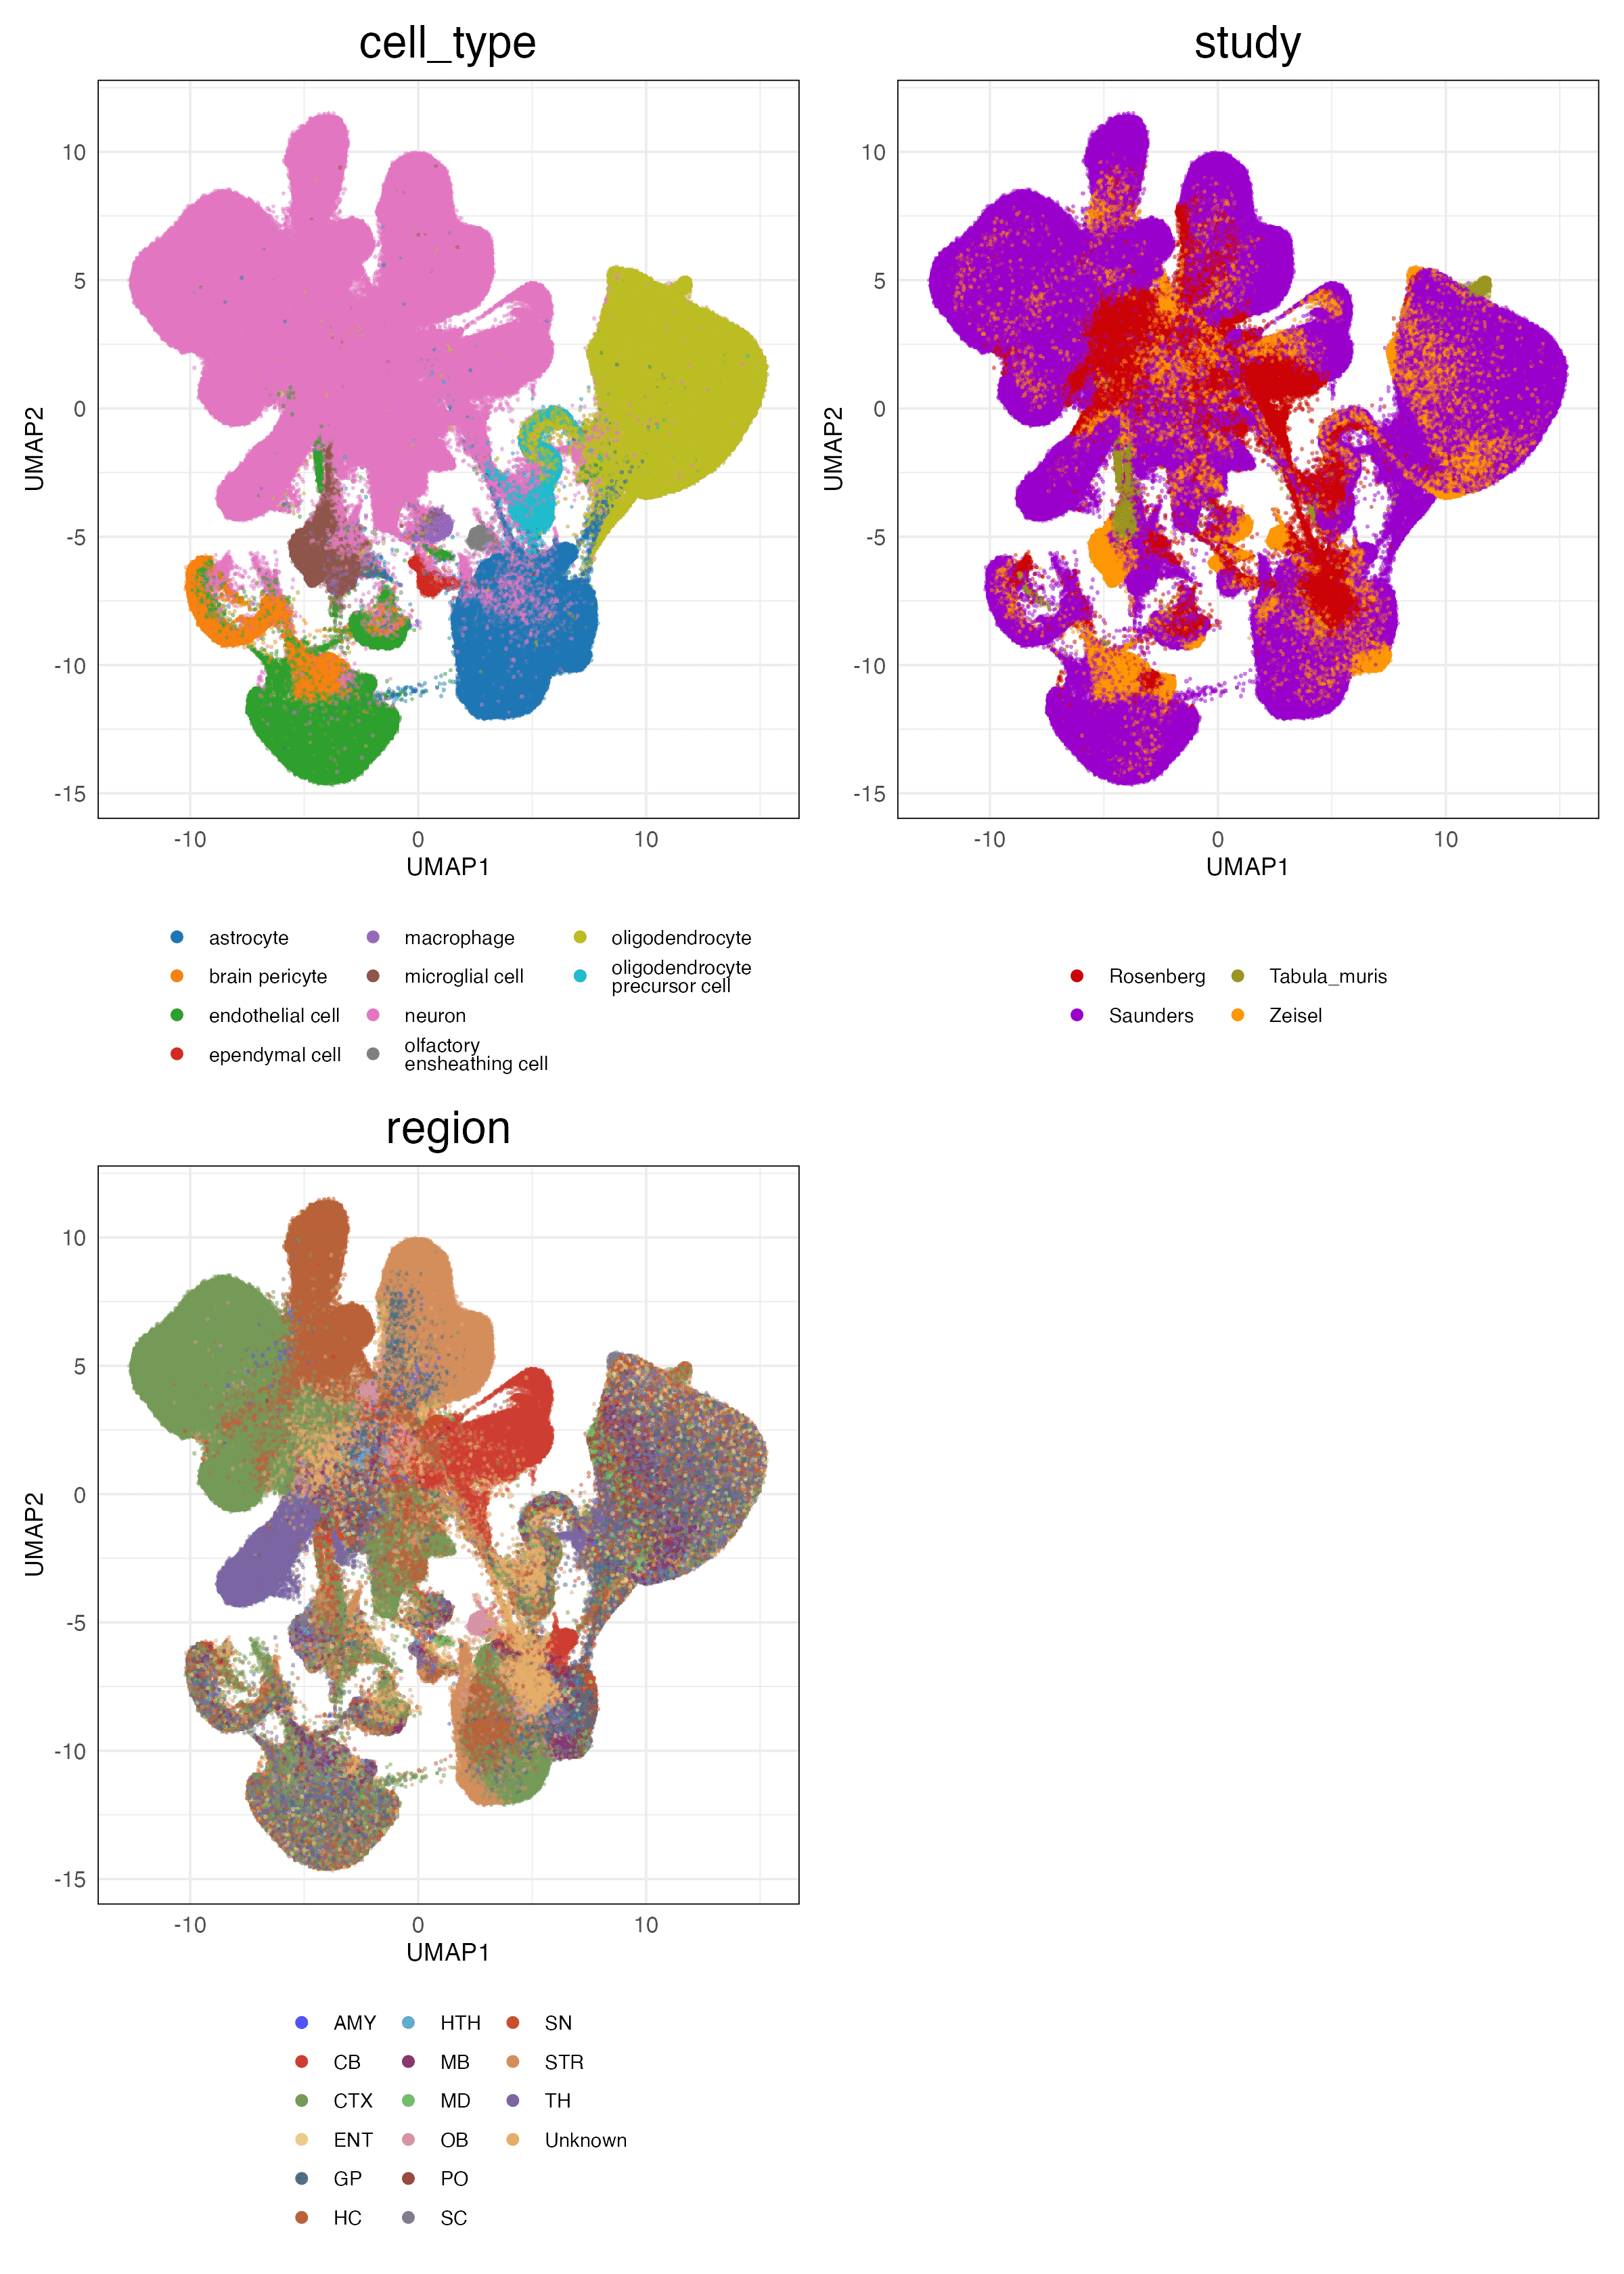 cell_type
study
UMAP2
10
5
0
-5
-10
-15
-10
0
10
UMAP1
UMAP2
10
5
0
-5
-10
-15
-10
0
10
UMAP1
astrocyte
brain pericyte
endothelial cell
ependymal cell
macrophage
microglial cell
neuron
olfactory
ensheathing cell
oligodendrocyte
oligodendrocyte
precursor cell
Rosenberg
Saunders
Tabula_muris
Zeisel
region
UMAP2
10
5
0
-5
-10
-15
-10
0
10
UMAP1
AMY
CB
CTX
ENT
GP
HC
HTH
MB
MD
OB
PO
SC
SN
STR
TH
Unknown